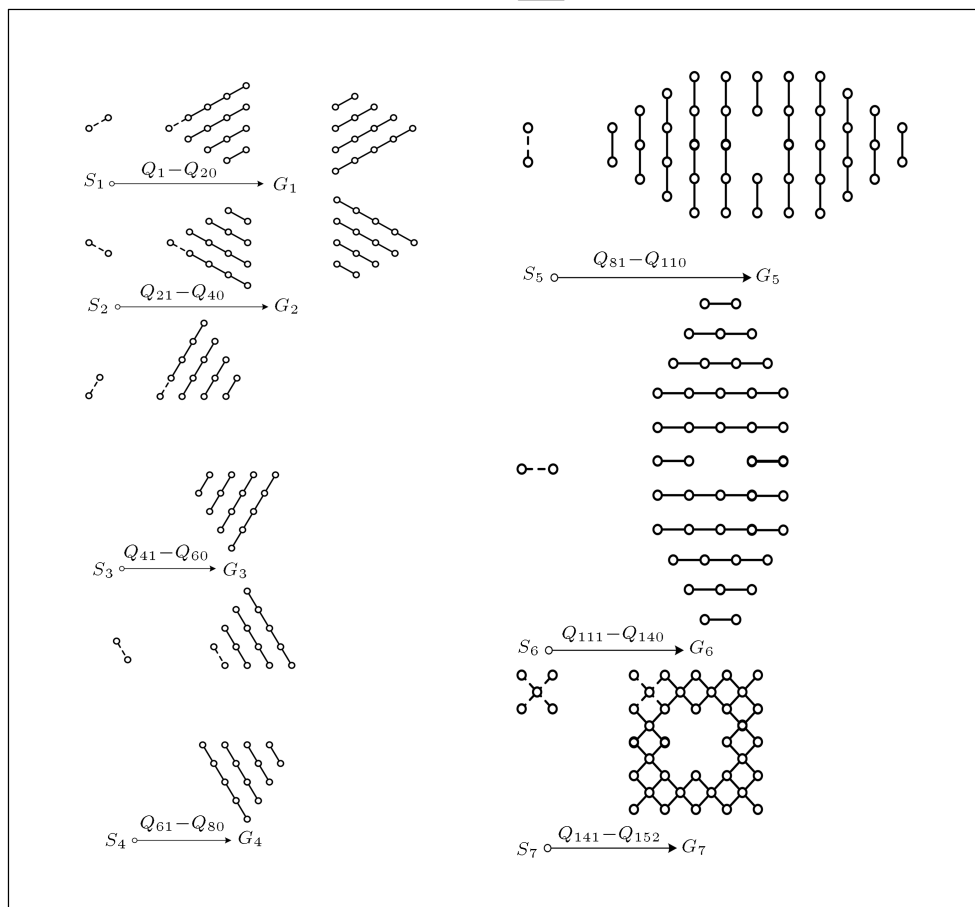 S₁ Q₁−Q₂₀ G₁
S₂ Q₂₁−Q₄₀ G₂
S₃ Q₄₁−Q₆₀ G₃
S₄ Q₆₁−Q₈₀ G₄
S₅ Q₈₁−Q₁₁₀ G₅
S₆ Q₁₁₁−Q₁₄₀ G₆
S₇ Q₁₄₁−Q₁₅₂ G₇